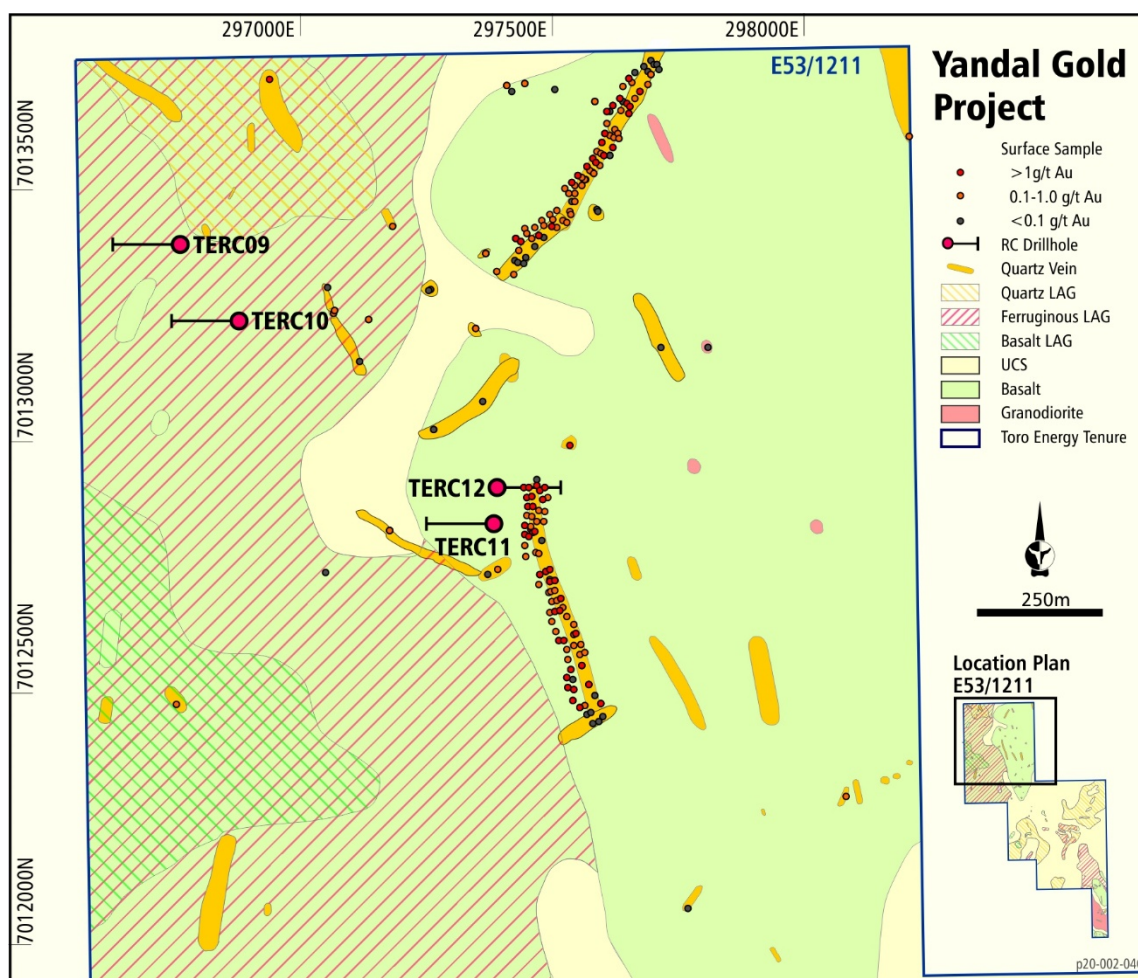 297000E
297500E
298000E
E53/1211
7013500N
7013000N
7012500N
7012000N
TERC09
TERC10
TERC12
TERC11
Yandal Gold
Project
Surface Sample
>1g/t Au
0.1-1.0 g/t Au
<0.1 g/t Au
RC Drillhole
Quartz Vein
Quartz LAG
Ferruginous LAG
Basalt LAG
UCS
Basalt
Granodiorite
Toro Energy Tenure
250m
Location Plan
E53/1211